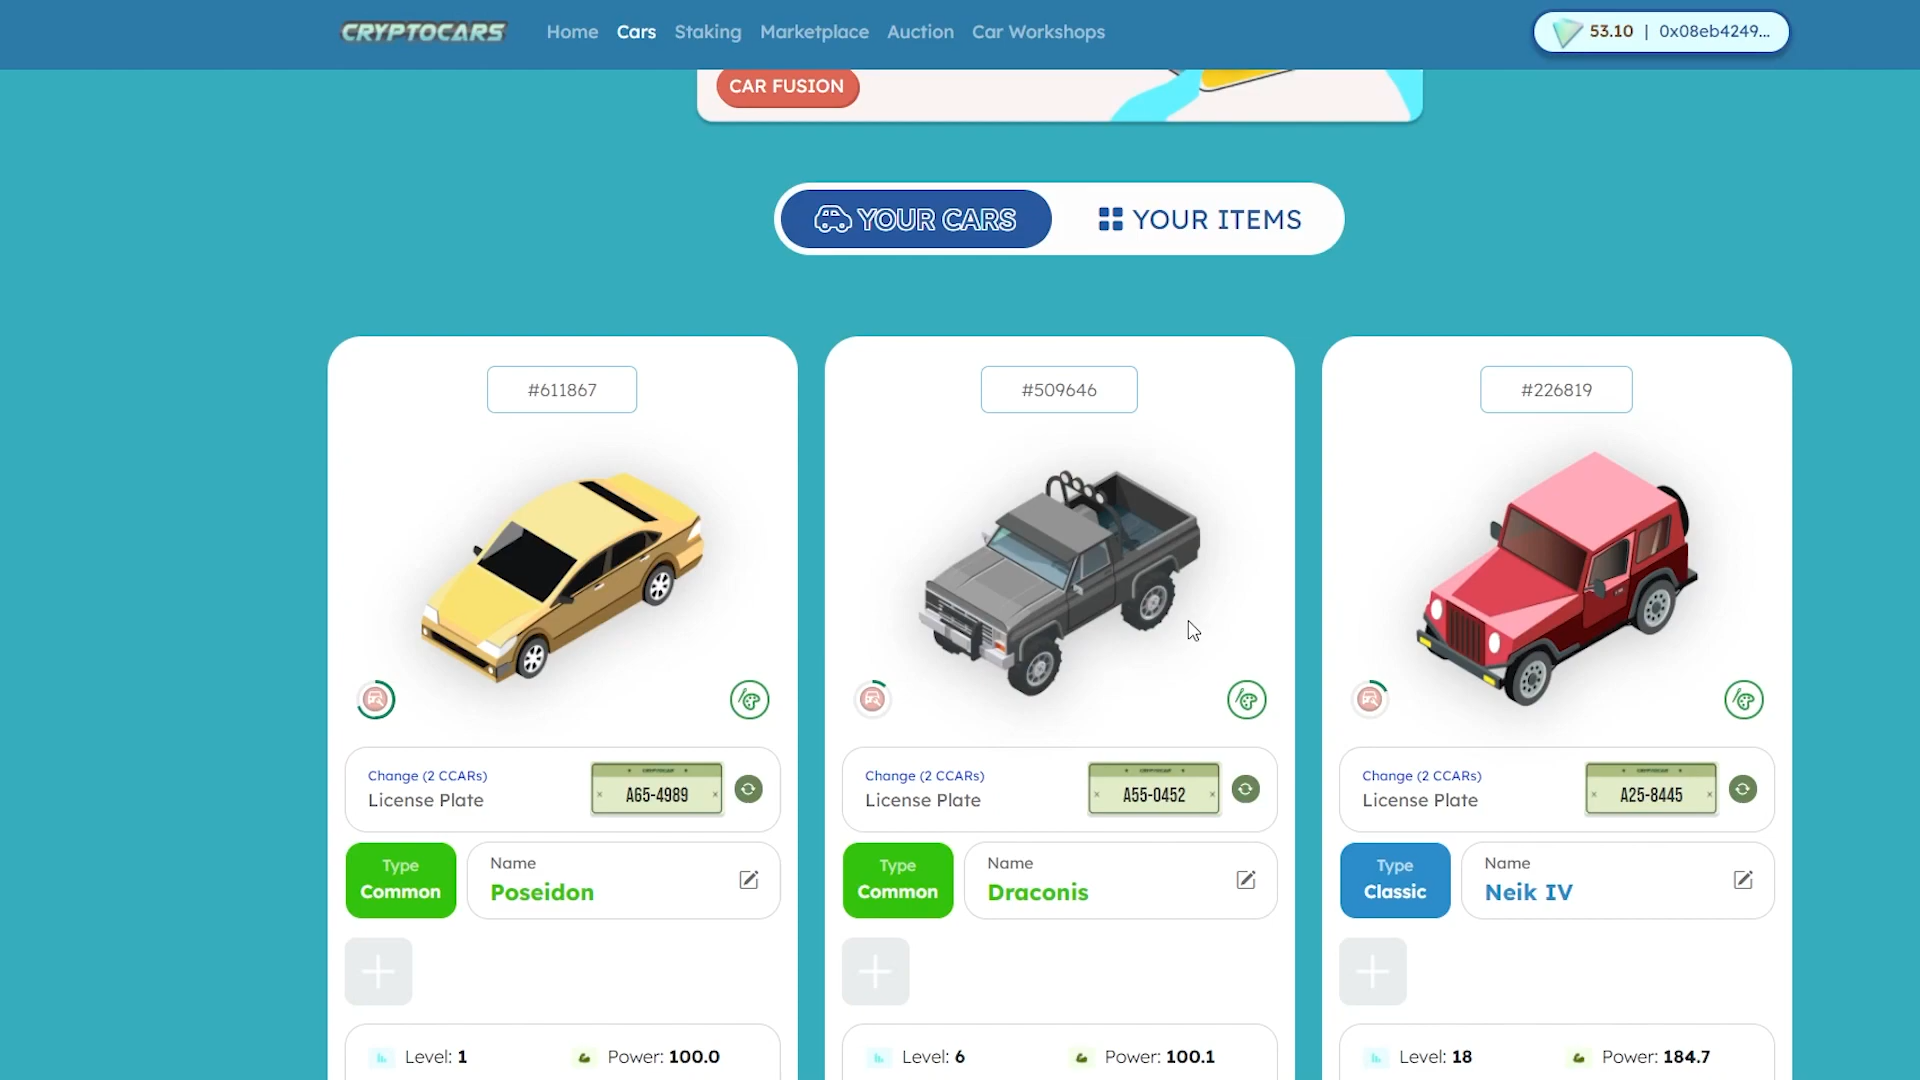 CRYPTOCARS Home Cars Staking Marketplace Auction Car Workshops 53.10 | 0x08eb4249...
CAR FUSION
YOUR CARS YOUR ITEMS
#611867
#509646
#226819
Change (2 CCARs)
License Plate
A65-4989
Change (2 CCARs)
License Plate
A55-0452
Change (2 CCARs)
License Plate
A25-8445
Type
Common
Name
Poseidon
Type
Common
Name
Draconis
Type
Classic
Name
Neik IV
Level: 1 Power: 100.0
Level: 6 Power: 100.1
Level: 18 Power: 184.7